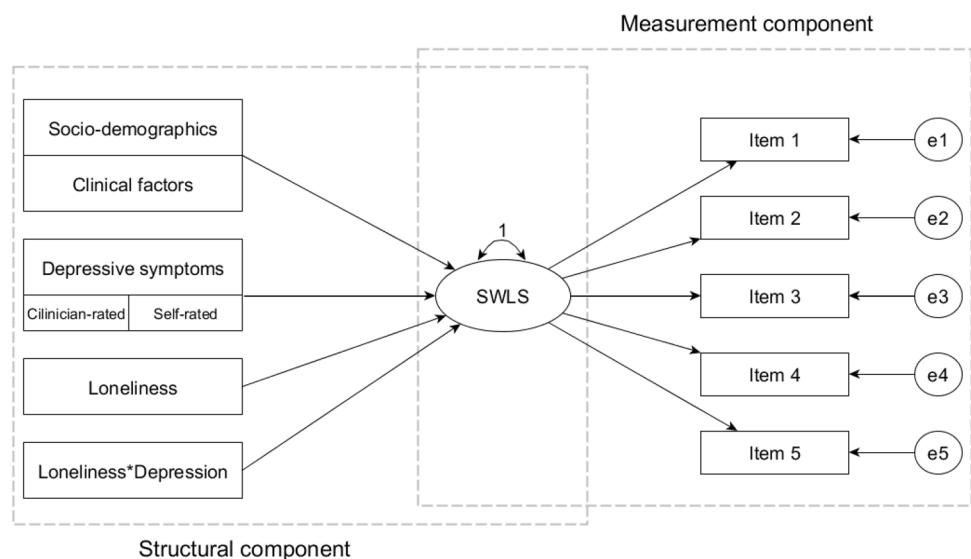 Measurement component
Socio-demographics
Clinical factors
Depressive symptoms
Cilinician-rated
Self-rated
Loneliness
Loneliness*Depression
1
SWLS
Item 1
e1
Item 2
e2
Item 3
e3
Item 4
e4
Item 5
e5
Structural component